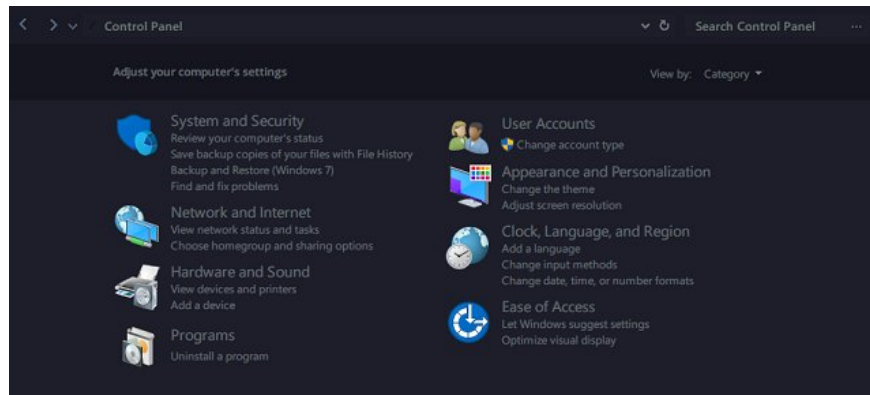 Control Panel
Search Control Panel
Adjust your computer's settings
View by: Category
System and Security
Review your computer's status
Save backup copies of your files with File History
Backup and Restore (Windows 7)
Find and fix problems
Network and Internet
View network status and tasks
Choose homegroup and sharing options
Hardware and Sound
View devices and printers
Add a device
Programs
Uninstall a program
User Accounts
Change account type
Appearance and Personalization
Change the theme
Adjust screen resolution
Clock, Language, and Region
Add a language
Change input methods
Change date, time, or number formats
Ease of Access
Let Windows suggest settings
Optimize visual display